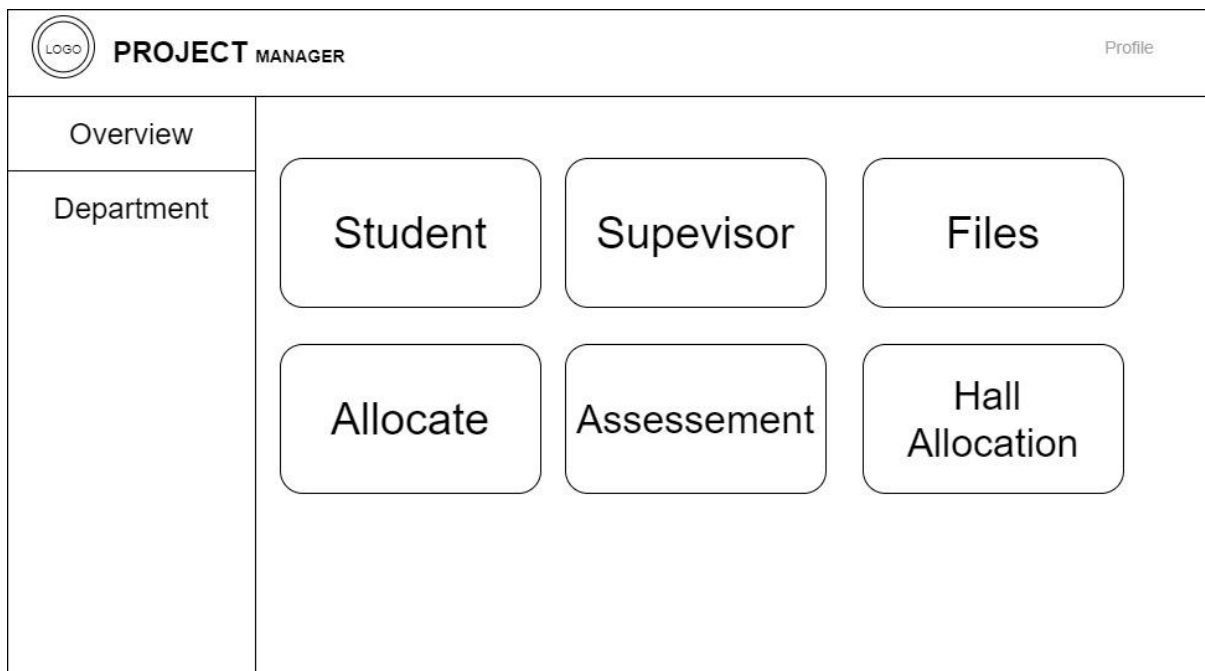 LOGO
PROJECT MANAGER
Profile
Overview
Department
Student
Supevisor
Files
Allocate
Assessement
Hall
Allocation